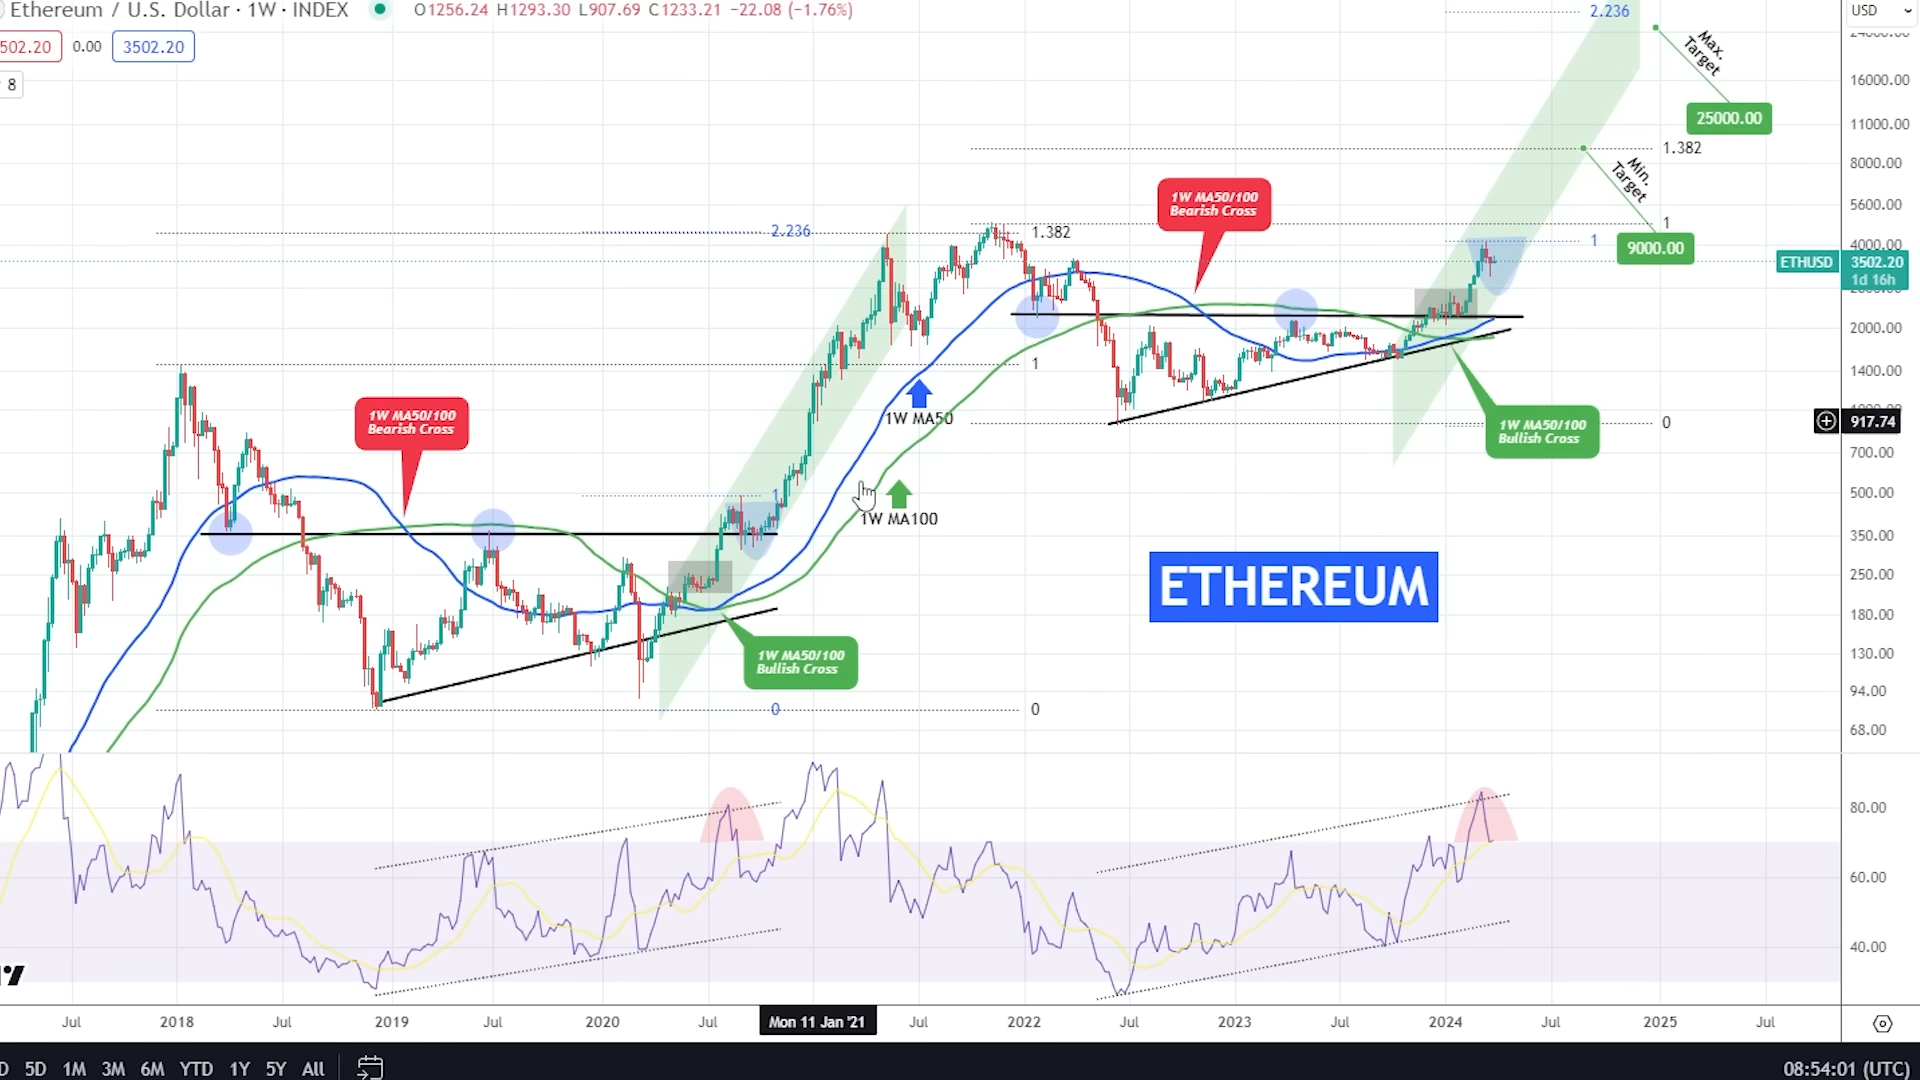 Ethereum / U.S. Dollar · 1W · INDEX O1256.24 H1293.30 L907.69 C1233.21 −22.08 (−1.76%)
USD
502.20 0.00 3502.20
8
2.236
Max.
Target
25000.00
1.382
Min.
Target
9000.00
1
1
0
1W MA50/100
Bearish Cross
2.236
1.382
1
1W MA50/100
Bearish Cross
1W MA50
1W MA100
1
1W MA50/100
Bullish Cross
1W MA50/100
Bullish Cross
ETHEREUM
0
0
16000.00
11000.00
8000.00
5600.00
4000.00
ETHUSD 3502.20
1d 16h
2000.00
1400.00
917.74
700.00
500.00
350.00
250.00
180.00
130.00
94.00
68.00
80.00
60.00
40.00
Jul 2018 Jul 2019 Jul 2020 Jul Mon 11 Jan '21 Jul 2022 Jul 2023 Jul 2024 Jul 2025 Jul
D 5D 1M 3M 6M YTD 1Y 5Y All
08:54:01 (UTC)